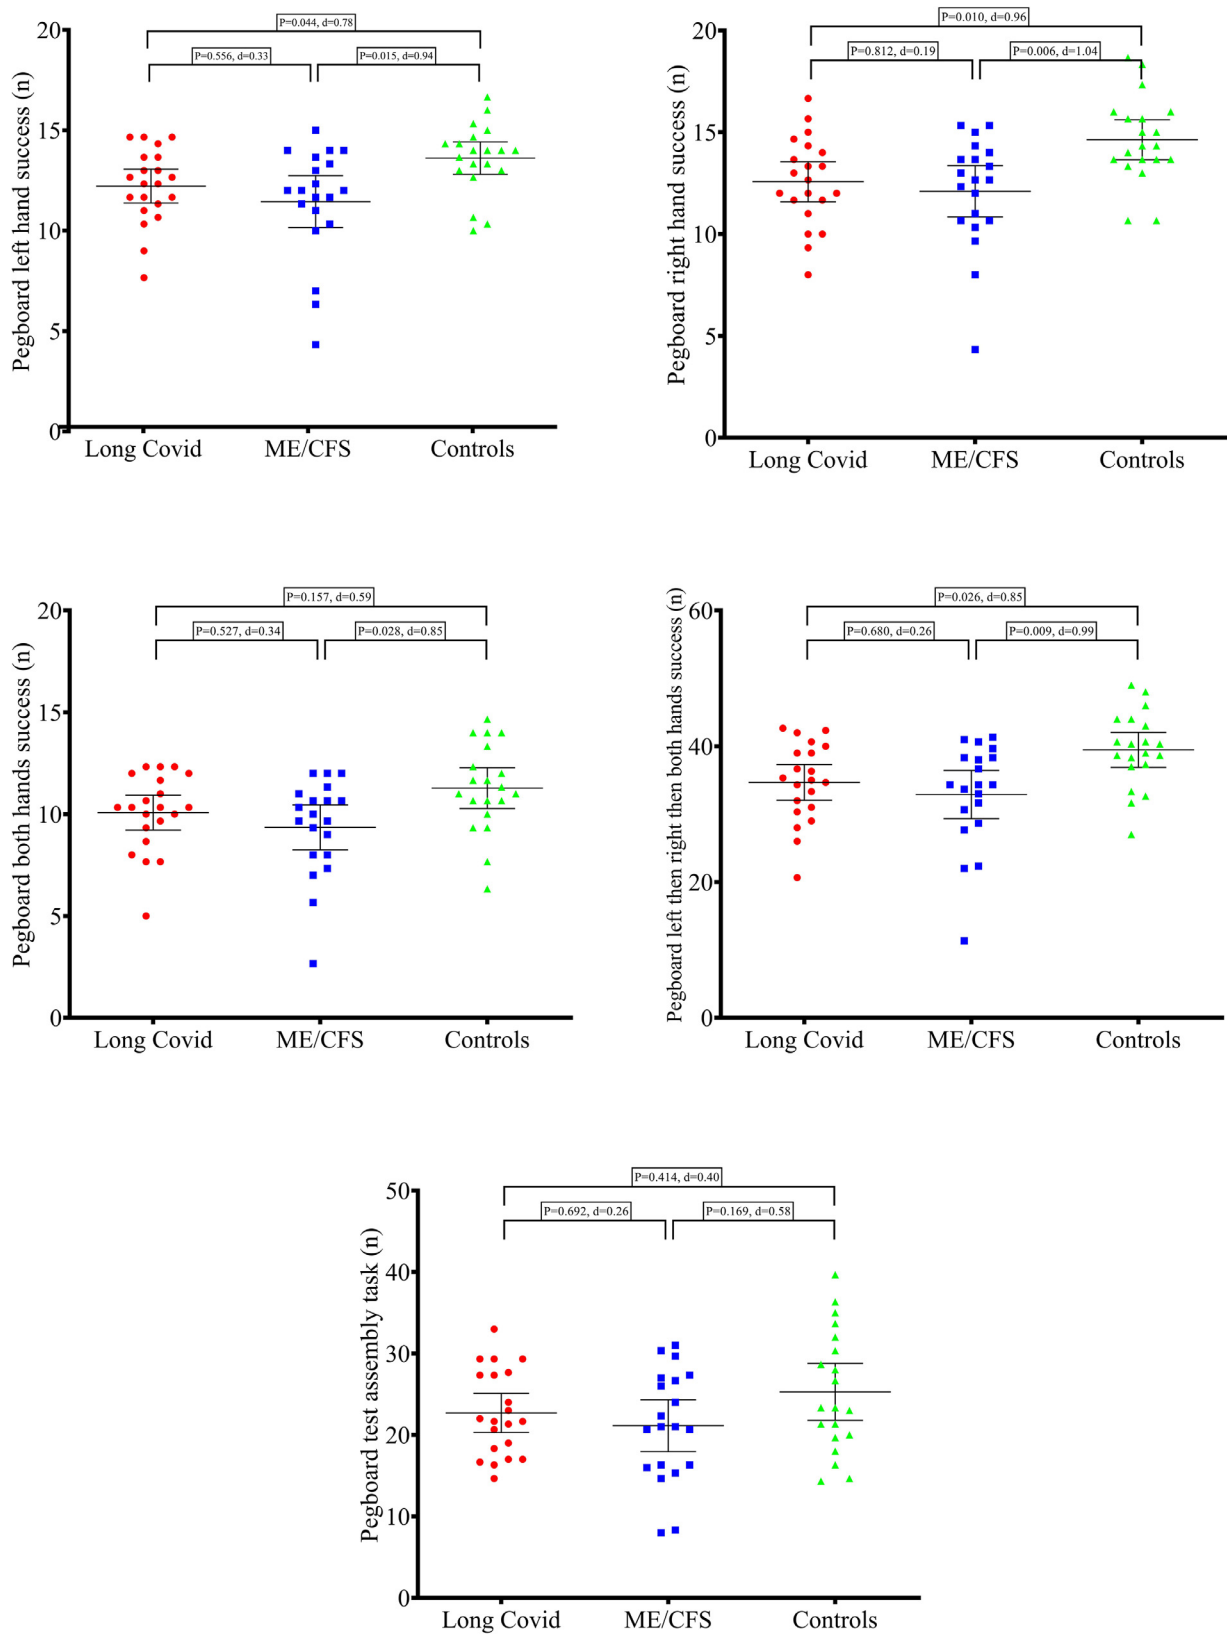 P=0.044, d=0.78
P=0.556, d=0.33
P=0.015, d=0.94
Pegboard left hand success (n)
20
15
10
5
0
Long Covid
ME/CFS
Controls
P=0.010, d=0.96
P=0.812, d=0.19
P=0.006, d=1.04
Pegboard right hand success (n)
20
15
10
5
0
Long Covid
ME/CFS
Controls
P=0.157, d=0.59
P=0.527, d=0.34
P=0.028, d=0.85
Pegboard both hands success (n)
20
15
10
5
0
Long Covid
ME/CFS
Controls
P=0.026, d=0.85
P=0.680, d=0.26
P=0.009, d=0.99
Pegboard left then right then both hands success (n)
60
40
20
0
Long Covid
ME/CFS
Controls
P=0.414, d=0.40
P=0.692, d=0.26
P=0.169, d=0.58
Pegboard test assembly task (n)
50
40
30
20
10
0
Long Covid
ME/CFS
Controls